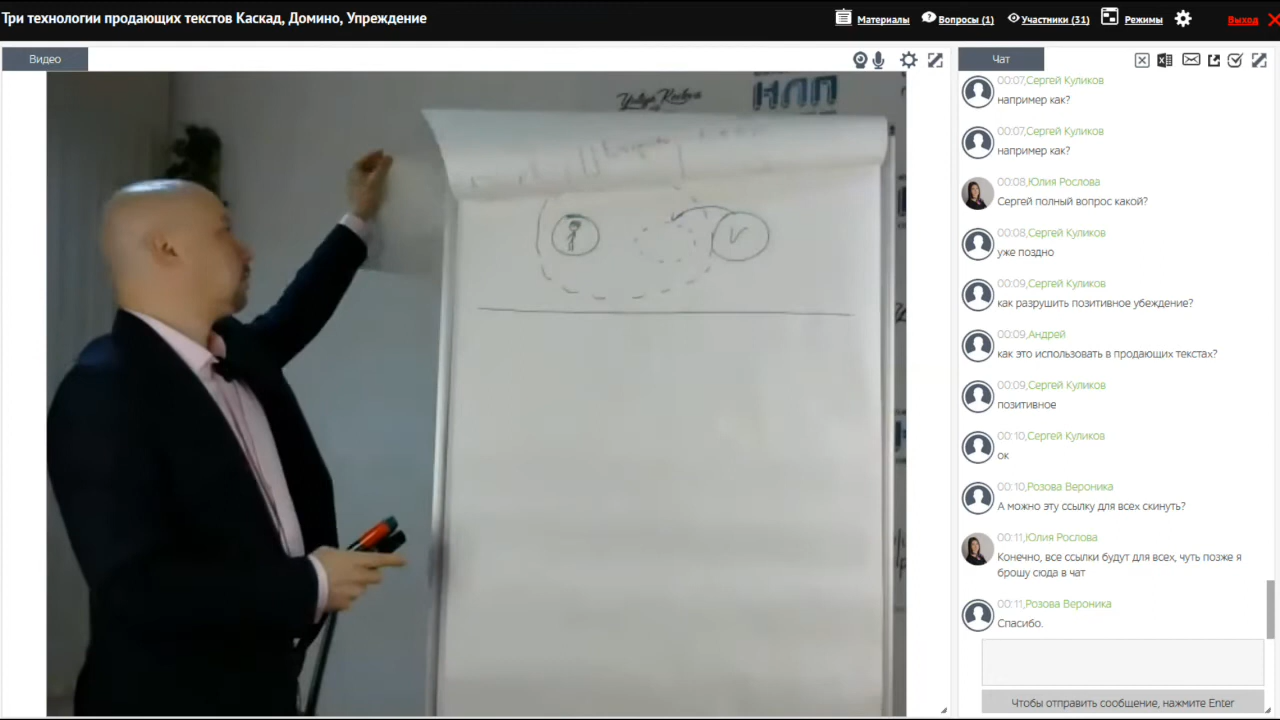 Три технологии продающих текстов Каскад, Домино, Упреждение
Материалы
Вопросы (1)
Участники (31)
Режимы
Выход
Видео
Чат
Yuliya Roslova
НЛП
00:07,Сергей Куликов
например как?
00:07,Сергей Куликов
например как?
00:08,Юлия Рослова
Сергей полный вопрос какой?
00:08,Сергей Куликов
уже поздно
00:09,Сергей Куликов
как разрушить позитивное убеждение?
00:09,Андрей
как это использовать в продающих текстах?
00:09,Сергей Куликов
позитивное
00:10,Сергей Куликов
ок
00:10,Розова Вероника
А можно эту ссылку для всех скинуть?
00:11,Юлия Рослова
Конечно, все ссылки будут для всех, чуть позже я
брошу сюда в чат
00:11,Розова Вероника
Спасибо.
Чтобы отправить сообщение, нажмите Enter